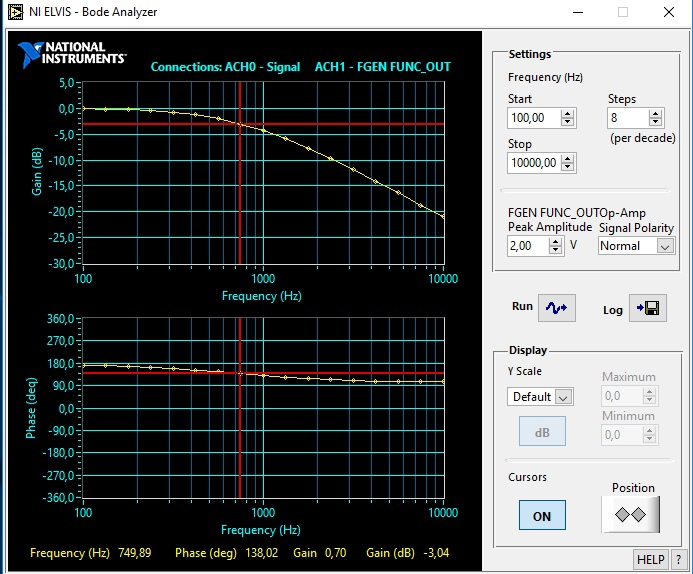 NI ELVIS - Bode Analyzer
NATIONAL
INSTRUMENTS™
Connections: ACH0 - Signal ACH1 - FGEN FUNC_OUT
5,0
0,0
-5,0
-10,0
-15,0
-20,0
-25,0
-30,0
Gain (dB)
100 1000 10000
Frequency (Hz)
360,0
270,0
180,0
90,0
0,0
-90,0
-180,0
-270,0
-360,0
Phase (deg)
100 1000 10000
Frequency (Hz)
Frequency (Hz) 749,89 Phase (deg) 138,02 Gain 0,70 Gain (dB) -3,04
Settings
Frequency (Hz)
Start Steps
100,00 8
(per decade)
Stop
10000,00
FGEN FUNC_OUT Op-Amp
Peak Amplitude Signal Polarity
2,00 V Normal
Run Log
Display
Y Scale Maximum
Default 0,0
Minimum
dB 0,0
Cursors
Position
ON
HELP ?